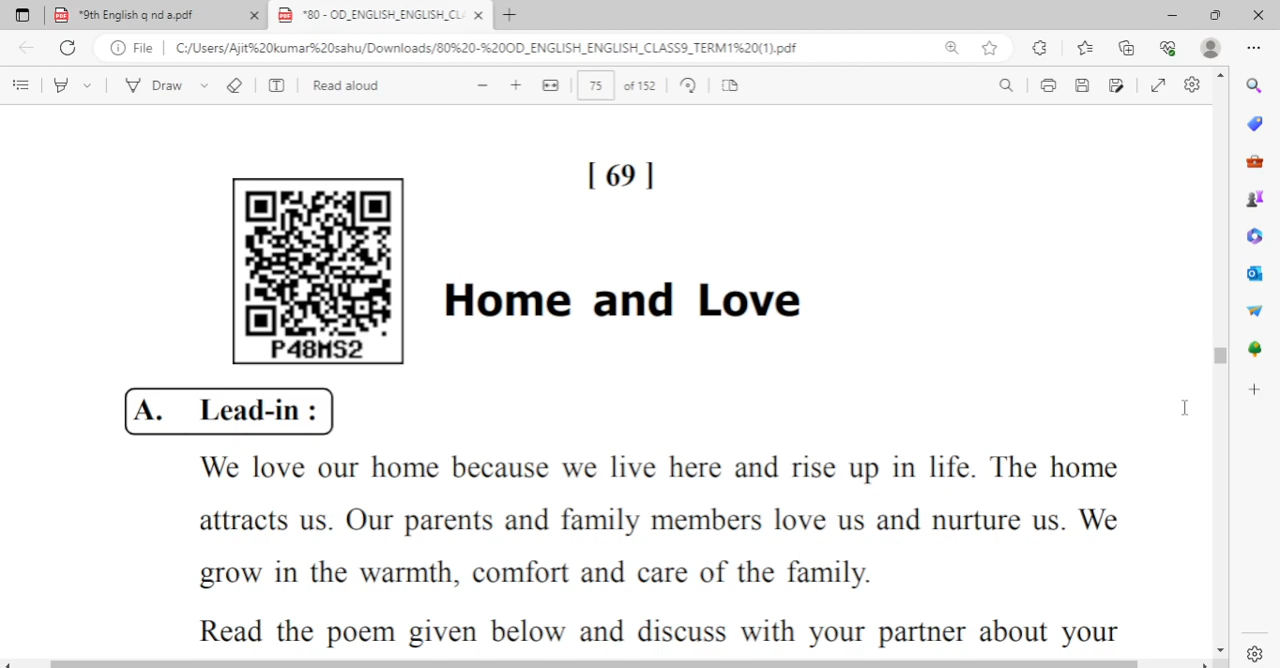 *9th English q nd a.pdf
*80 - OD_ENGLISH_ENGLISH_CL
File C:/Users/Ajit%20kumar%20sahu/Downloads/80%20-%20OD_ENGLISH_ENGLISH_CLASS9_TERM1%20(1).pdf
Draw Read aloud 75 of 152
[ 69 ]
P48MS2
Home and Love
A. Lead-in :
We love our home because we live here and rise up in life. The home
attracts us. Our parents and family members love us and nurture us. We
grow in the warmth, comfort and care of the family.
Read the poem given below and discuss with your partner about your